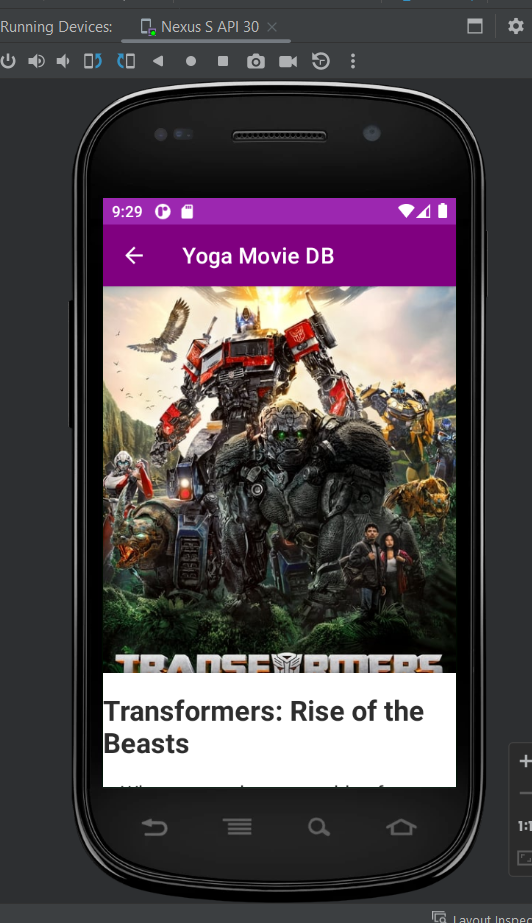 Running Devices: Nexus S API 30
9:29
Yoga Movie DB
TRANSFORMERS
Transformers: Rise of the
Beasts
1:1
Layout Inspec